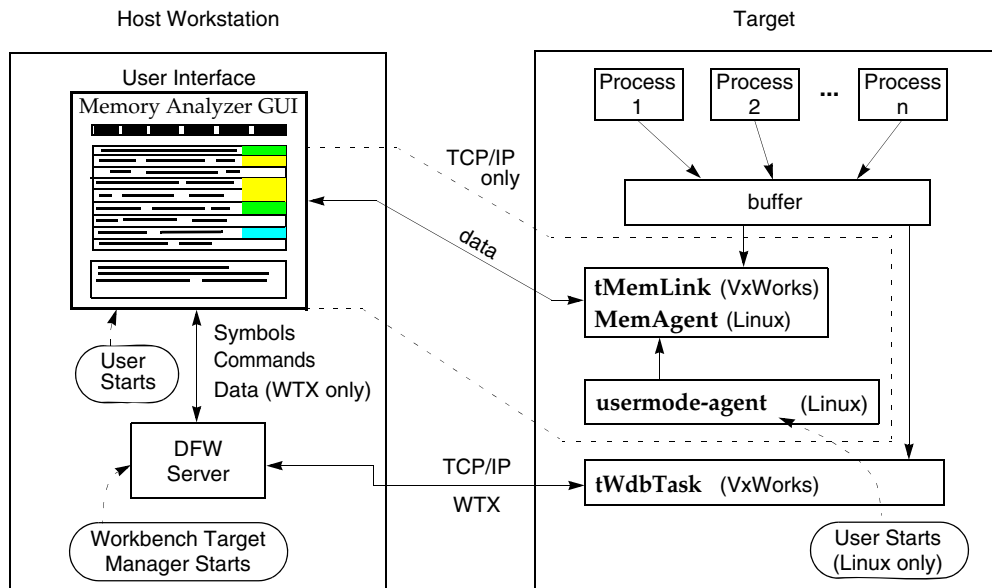 Host Workstation
Target
User Interface
Memory Analyzer GUI
Process
1
Process
2
...
Process
n
TCP/IP
only
buffer
data
tMemLink (VxWorks)
MemAgent (Linux)
Symbols
Commands
Data (WTX only)
User
Starts
usermode-agent (Linux)
DFW
Server
TCP/IP
WTX
tWdbTask (VxWorks)
Workbench Target
Manager Starts
User Starts
(Linux only)